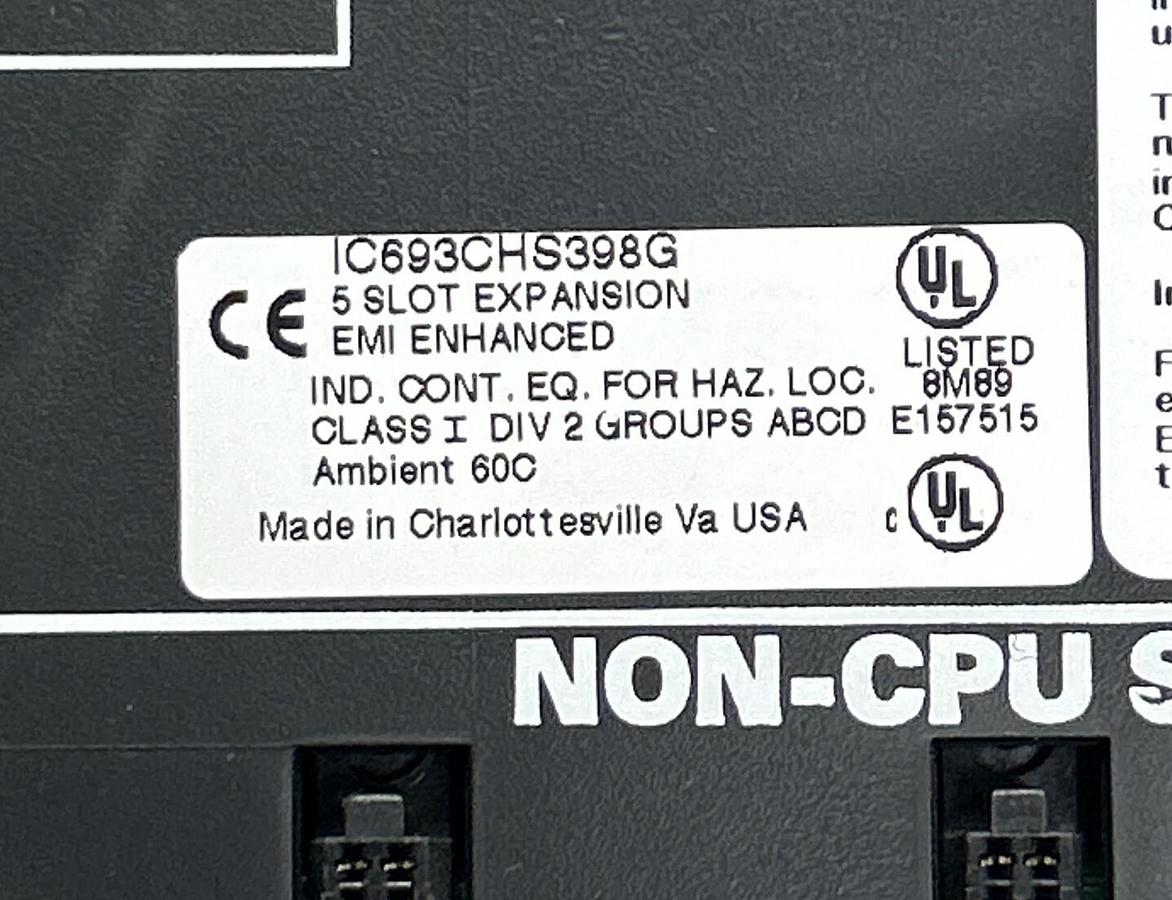 IC693CHS398G
CE 5 SLOT EXPANSION
EMI ENHANCED
IND. CONT. EQ. FOR HAZ. LOC.
CLASS I DIV 2 GROUPS ABCD
Ambient 60C
Made in Charlottesville Va USA
UL
LISTED
8M89
E157515
c UL
NON-CPU